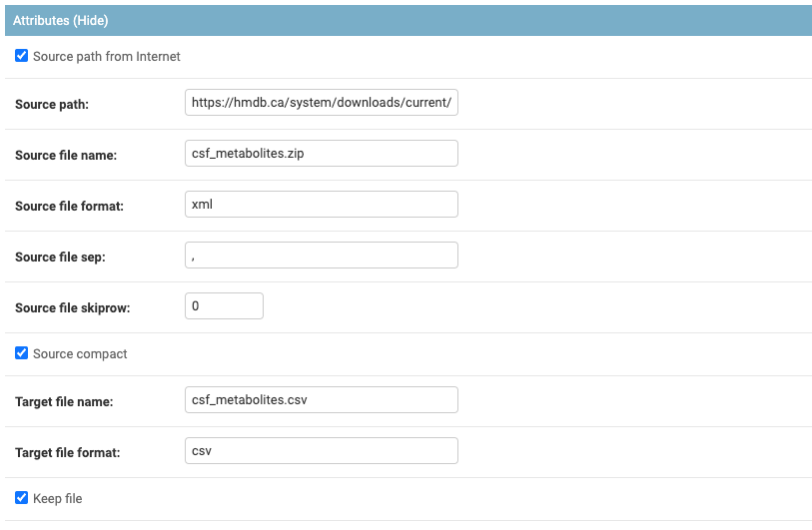 Attributes (Hide)
Source path from Internet
Source path: https://hmdb.ca/system/downloads/current/
Source file name: csf_metabolites.zip
Source file format: xml
Source file sep: ,
Source file skiprow: 0
Source compact
Target file name: csf_metabolites.csv
Target file format: csv
Keep file